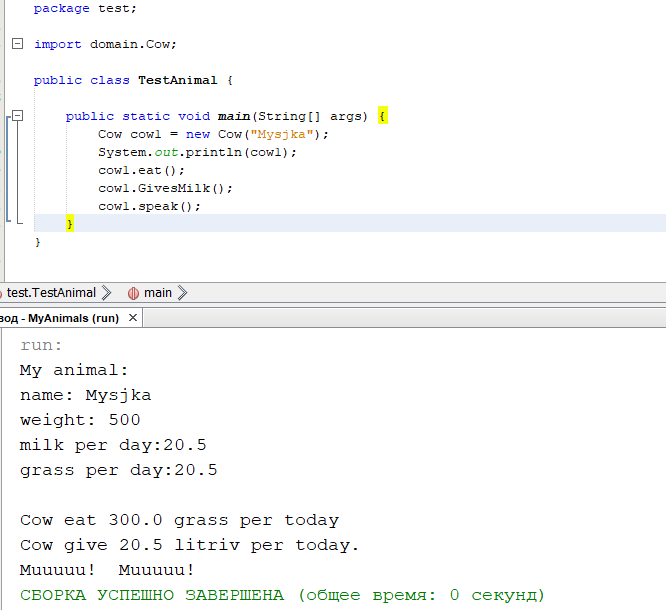 package test;
import domain.Cow;
public class TestAnimal {
public static void main(String[] args) {
Cow cow1 = new Cow("Mysjka");
System.out.println(cow1);
cow1.eat();
cow1.GivesMilk();
cow1.speak();
}
}
test.TestAnimal main
вод - MyAnimals (run)
run:
My animal:
name: Mysjka
weight: 500
milk per day:20.5
grass per day:20.5
Cow eat 300.0 grass per today
Cow give 20.5 litriv per today.
Muuuuu!  Muuuuu!
СБОРКА УСПЕШНО ЗАВЕРШЕНА (общее время: 0 секунд)